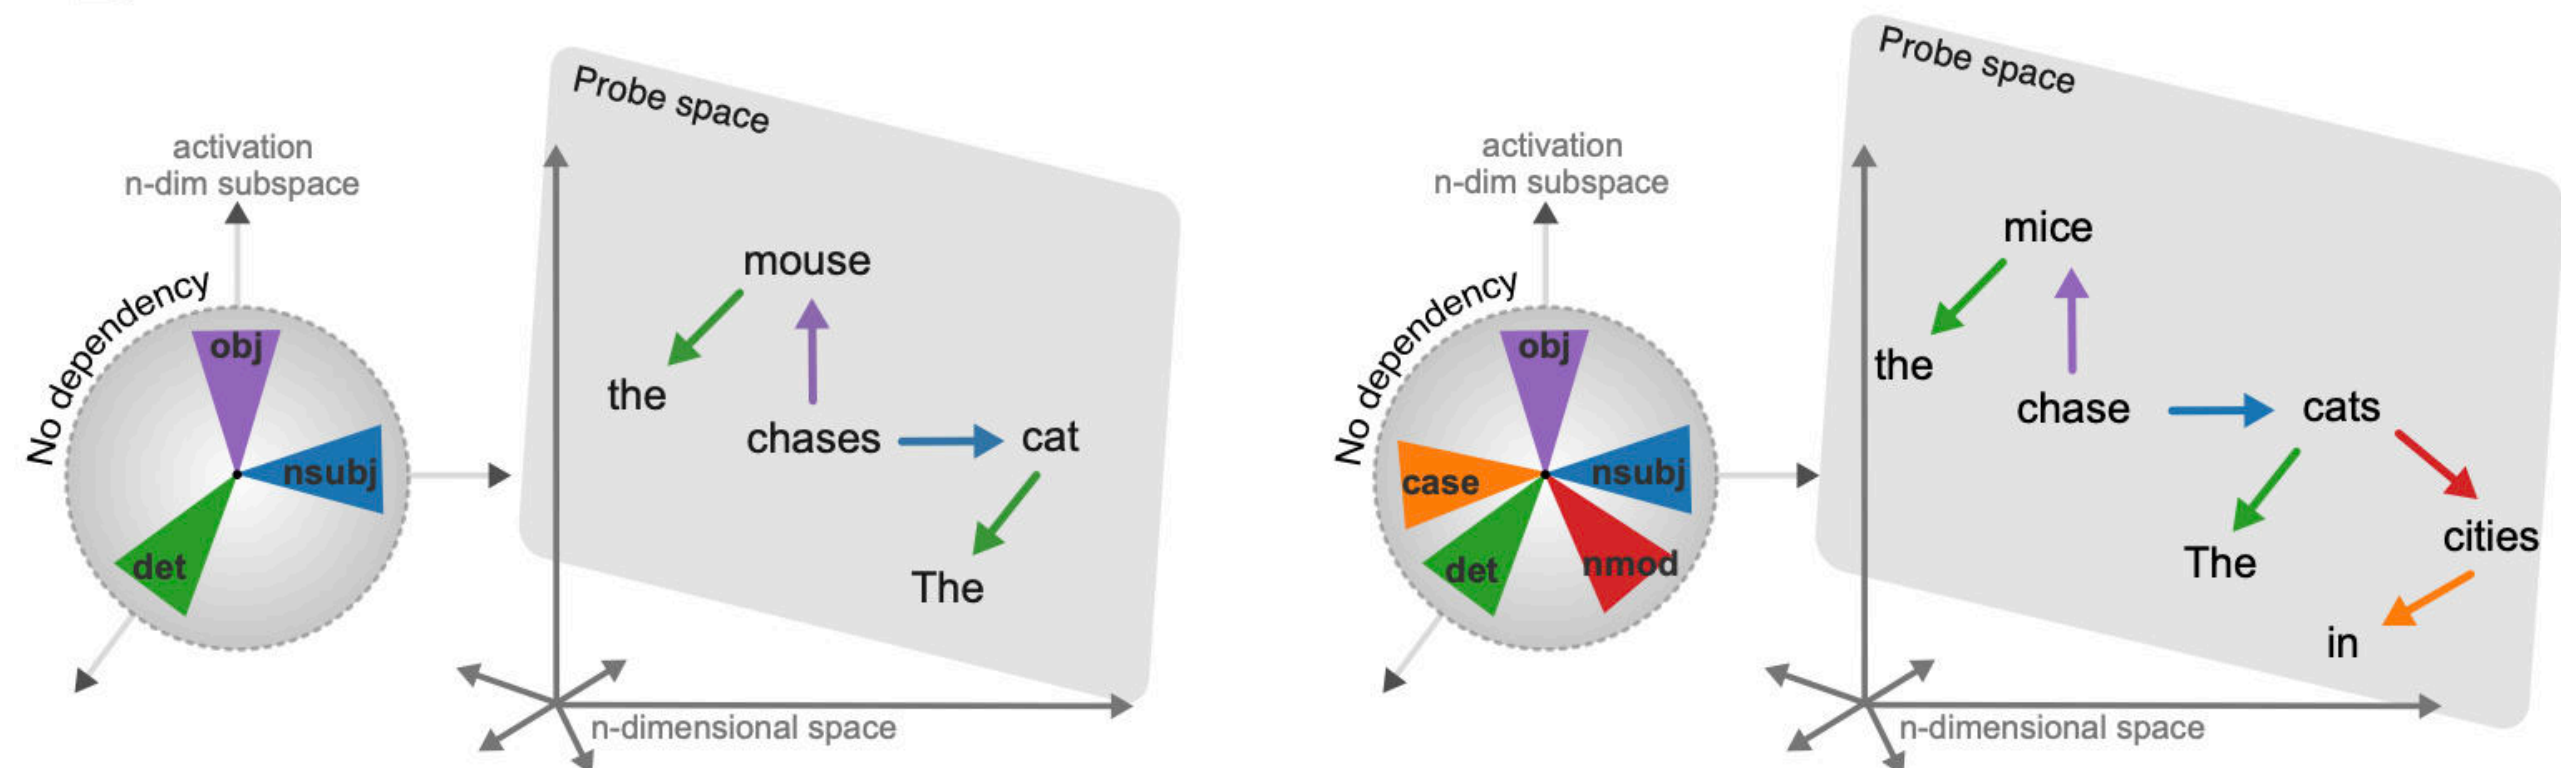 Probe space
activation
n-dim subspace
No dependency
obj
nsubj
det
mouse
the
chases
cat
The
n-dimensional space
Probe space
activation
n-dim subspace
No dependency
obj
case
nsubj
det
nmod
mice
the
chase
cats
The
cities
in
n-dimensional space